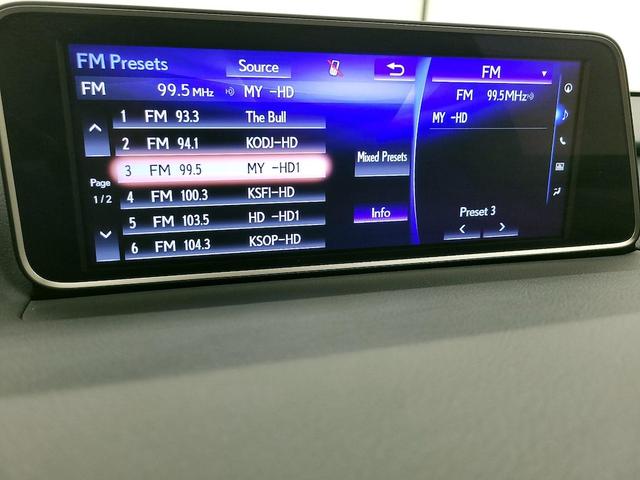 FM Presets
Source
FM 99.5 MHz MY -HD
1 FM 93.3 The Bull
2 FM 94.1 KODJ-HD
3 FM 99.5 MY -HD1
4 FM 100.3 KSFI-HD
5 FM 103.5 HD -HD1
6 FM 104.3 KSOP-HD
Page
1/2
Mixed Presets
Info
FM
FM 99.5MHz
MY -HD
Preset 3